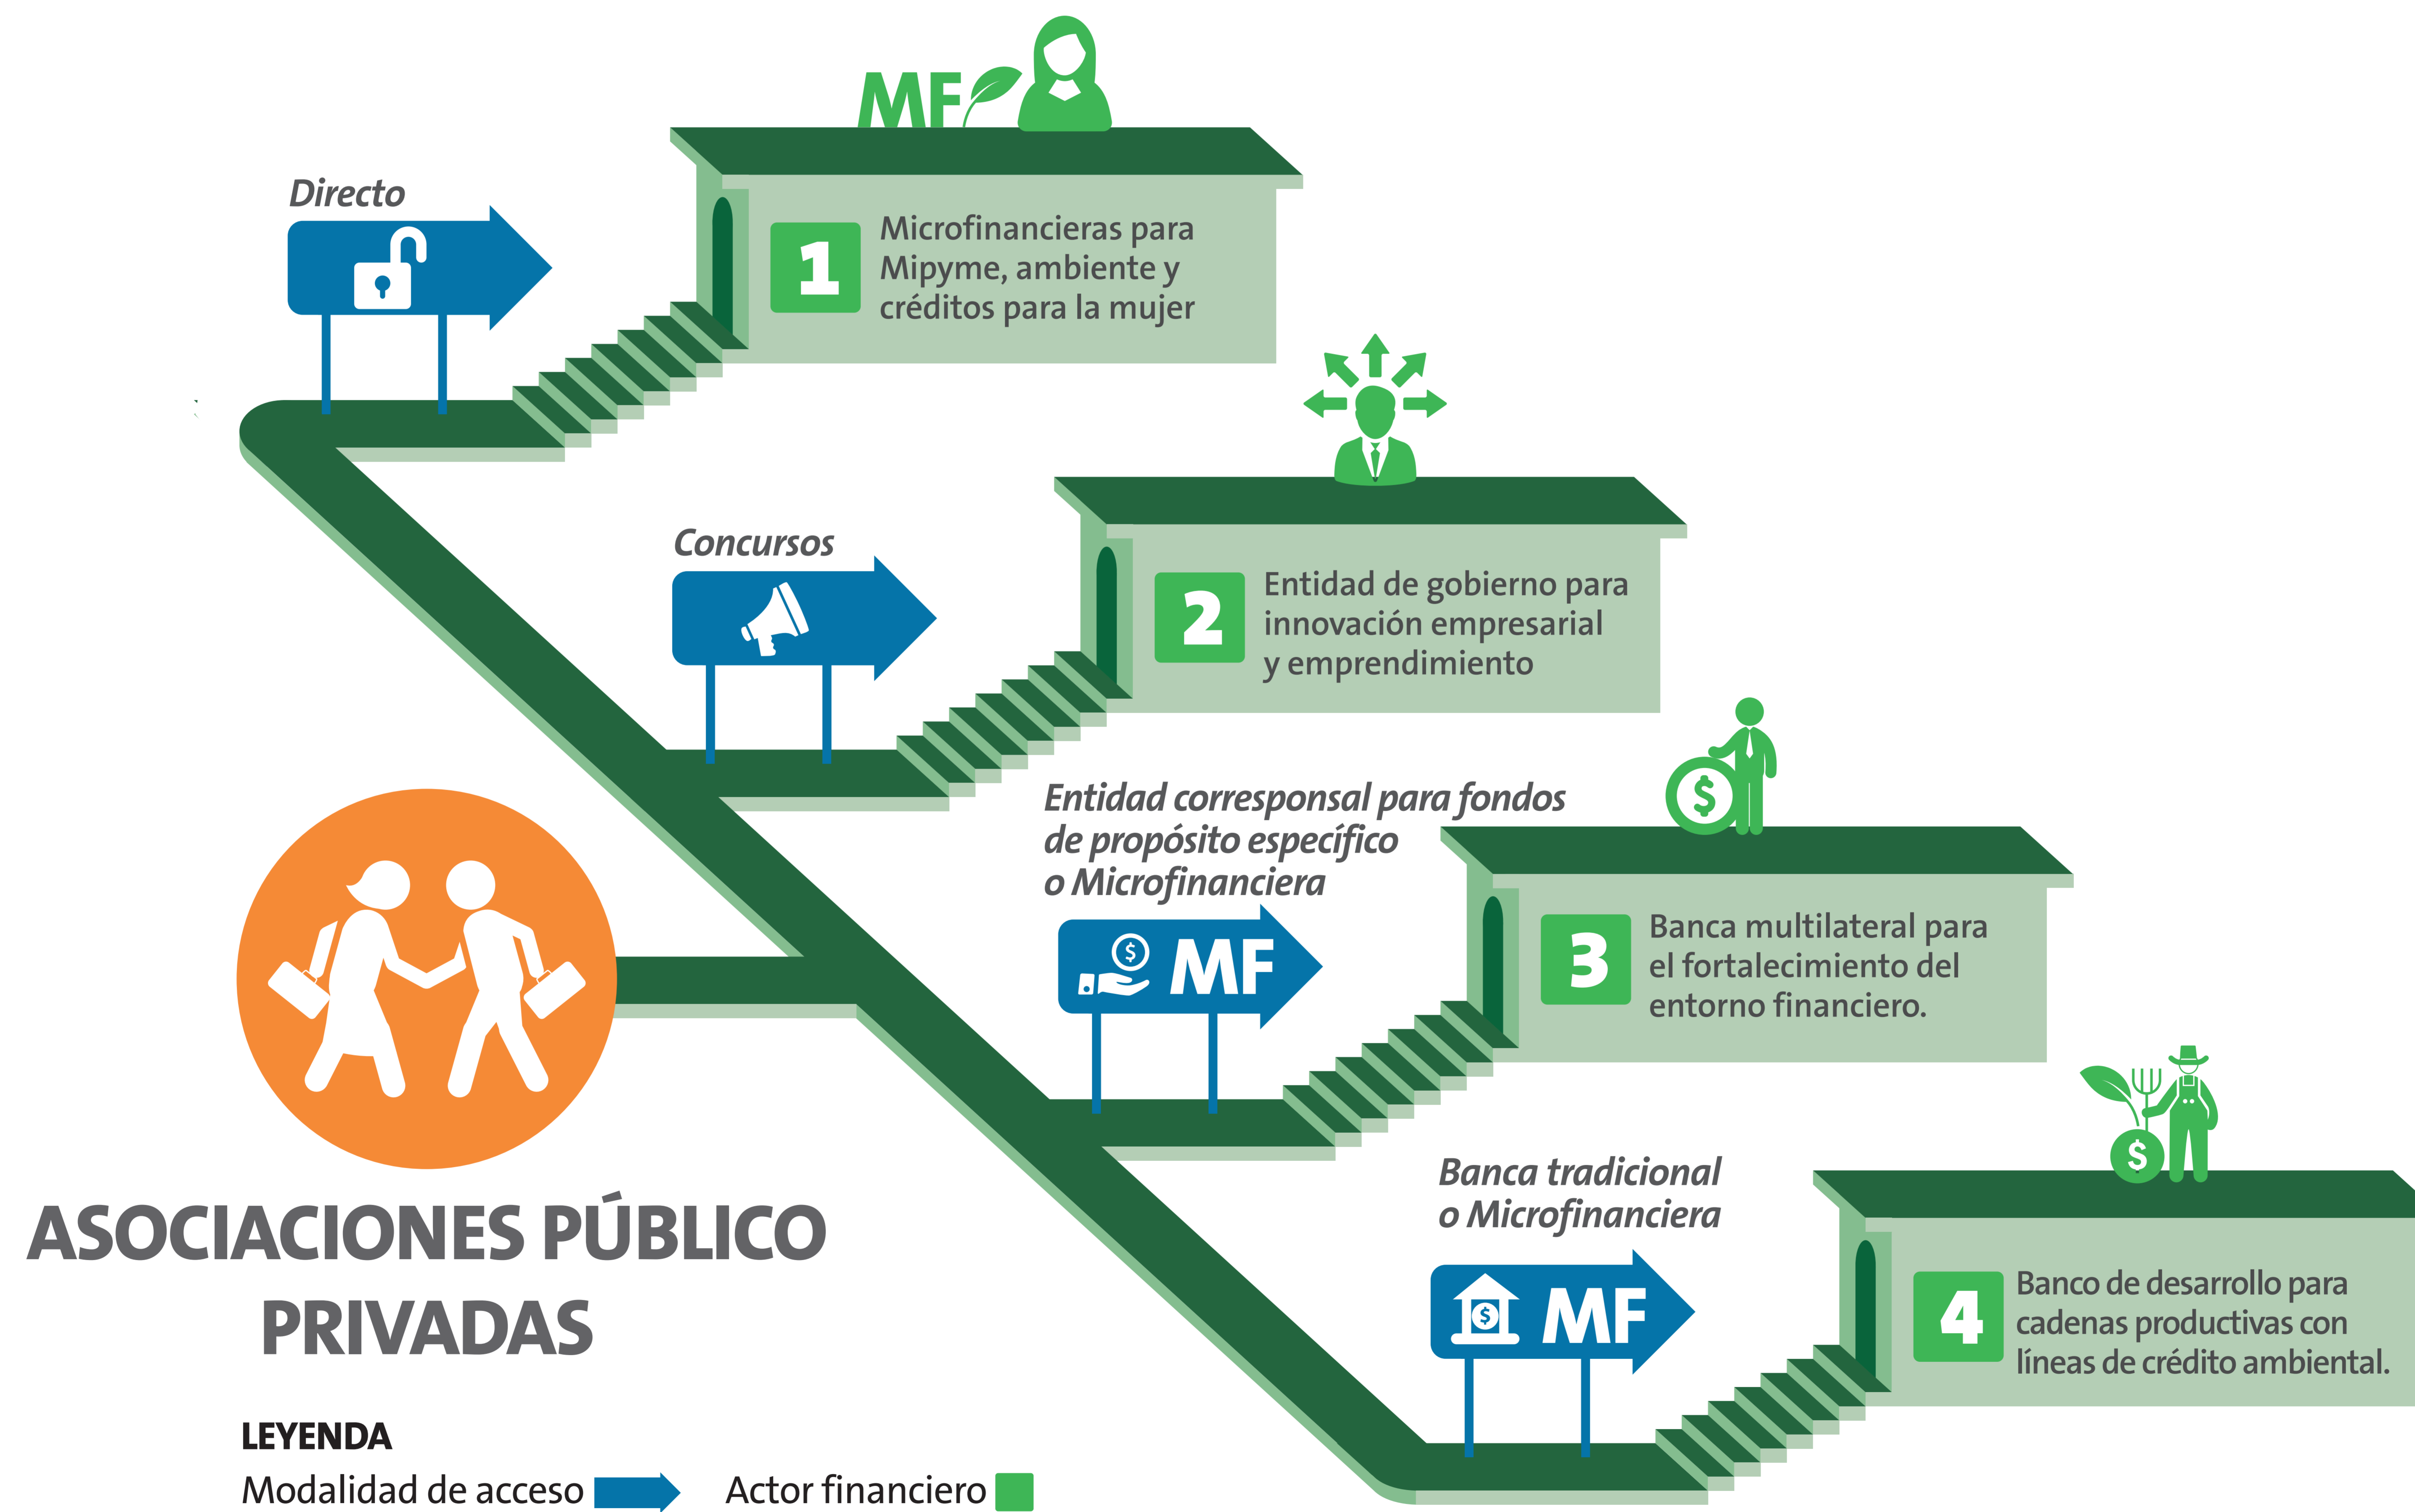 MF
Directo
1
Microfinancieras para
Mipyme, ambiente y
créditos para la mujer
Concursos
2
Entidad de gobierno para
innovación empresarial
y emprendimiento
Entidad corresponsal para fondos
de propósito específico
o Microfinanciera
$
$ MF
3
Banca multilateral para
el fortalecimiento del
entorno financiero.
Banca tradicional
o Microfinanciera
$
$ MF
4
Banco de desarrollo para
cadenas productivas con
líneas de crédito ambiental.
ASOCIACIONES PÚBLICO
PRIVADAS
LEYENDA
Modalidad de acceso
Actor financiero